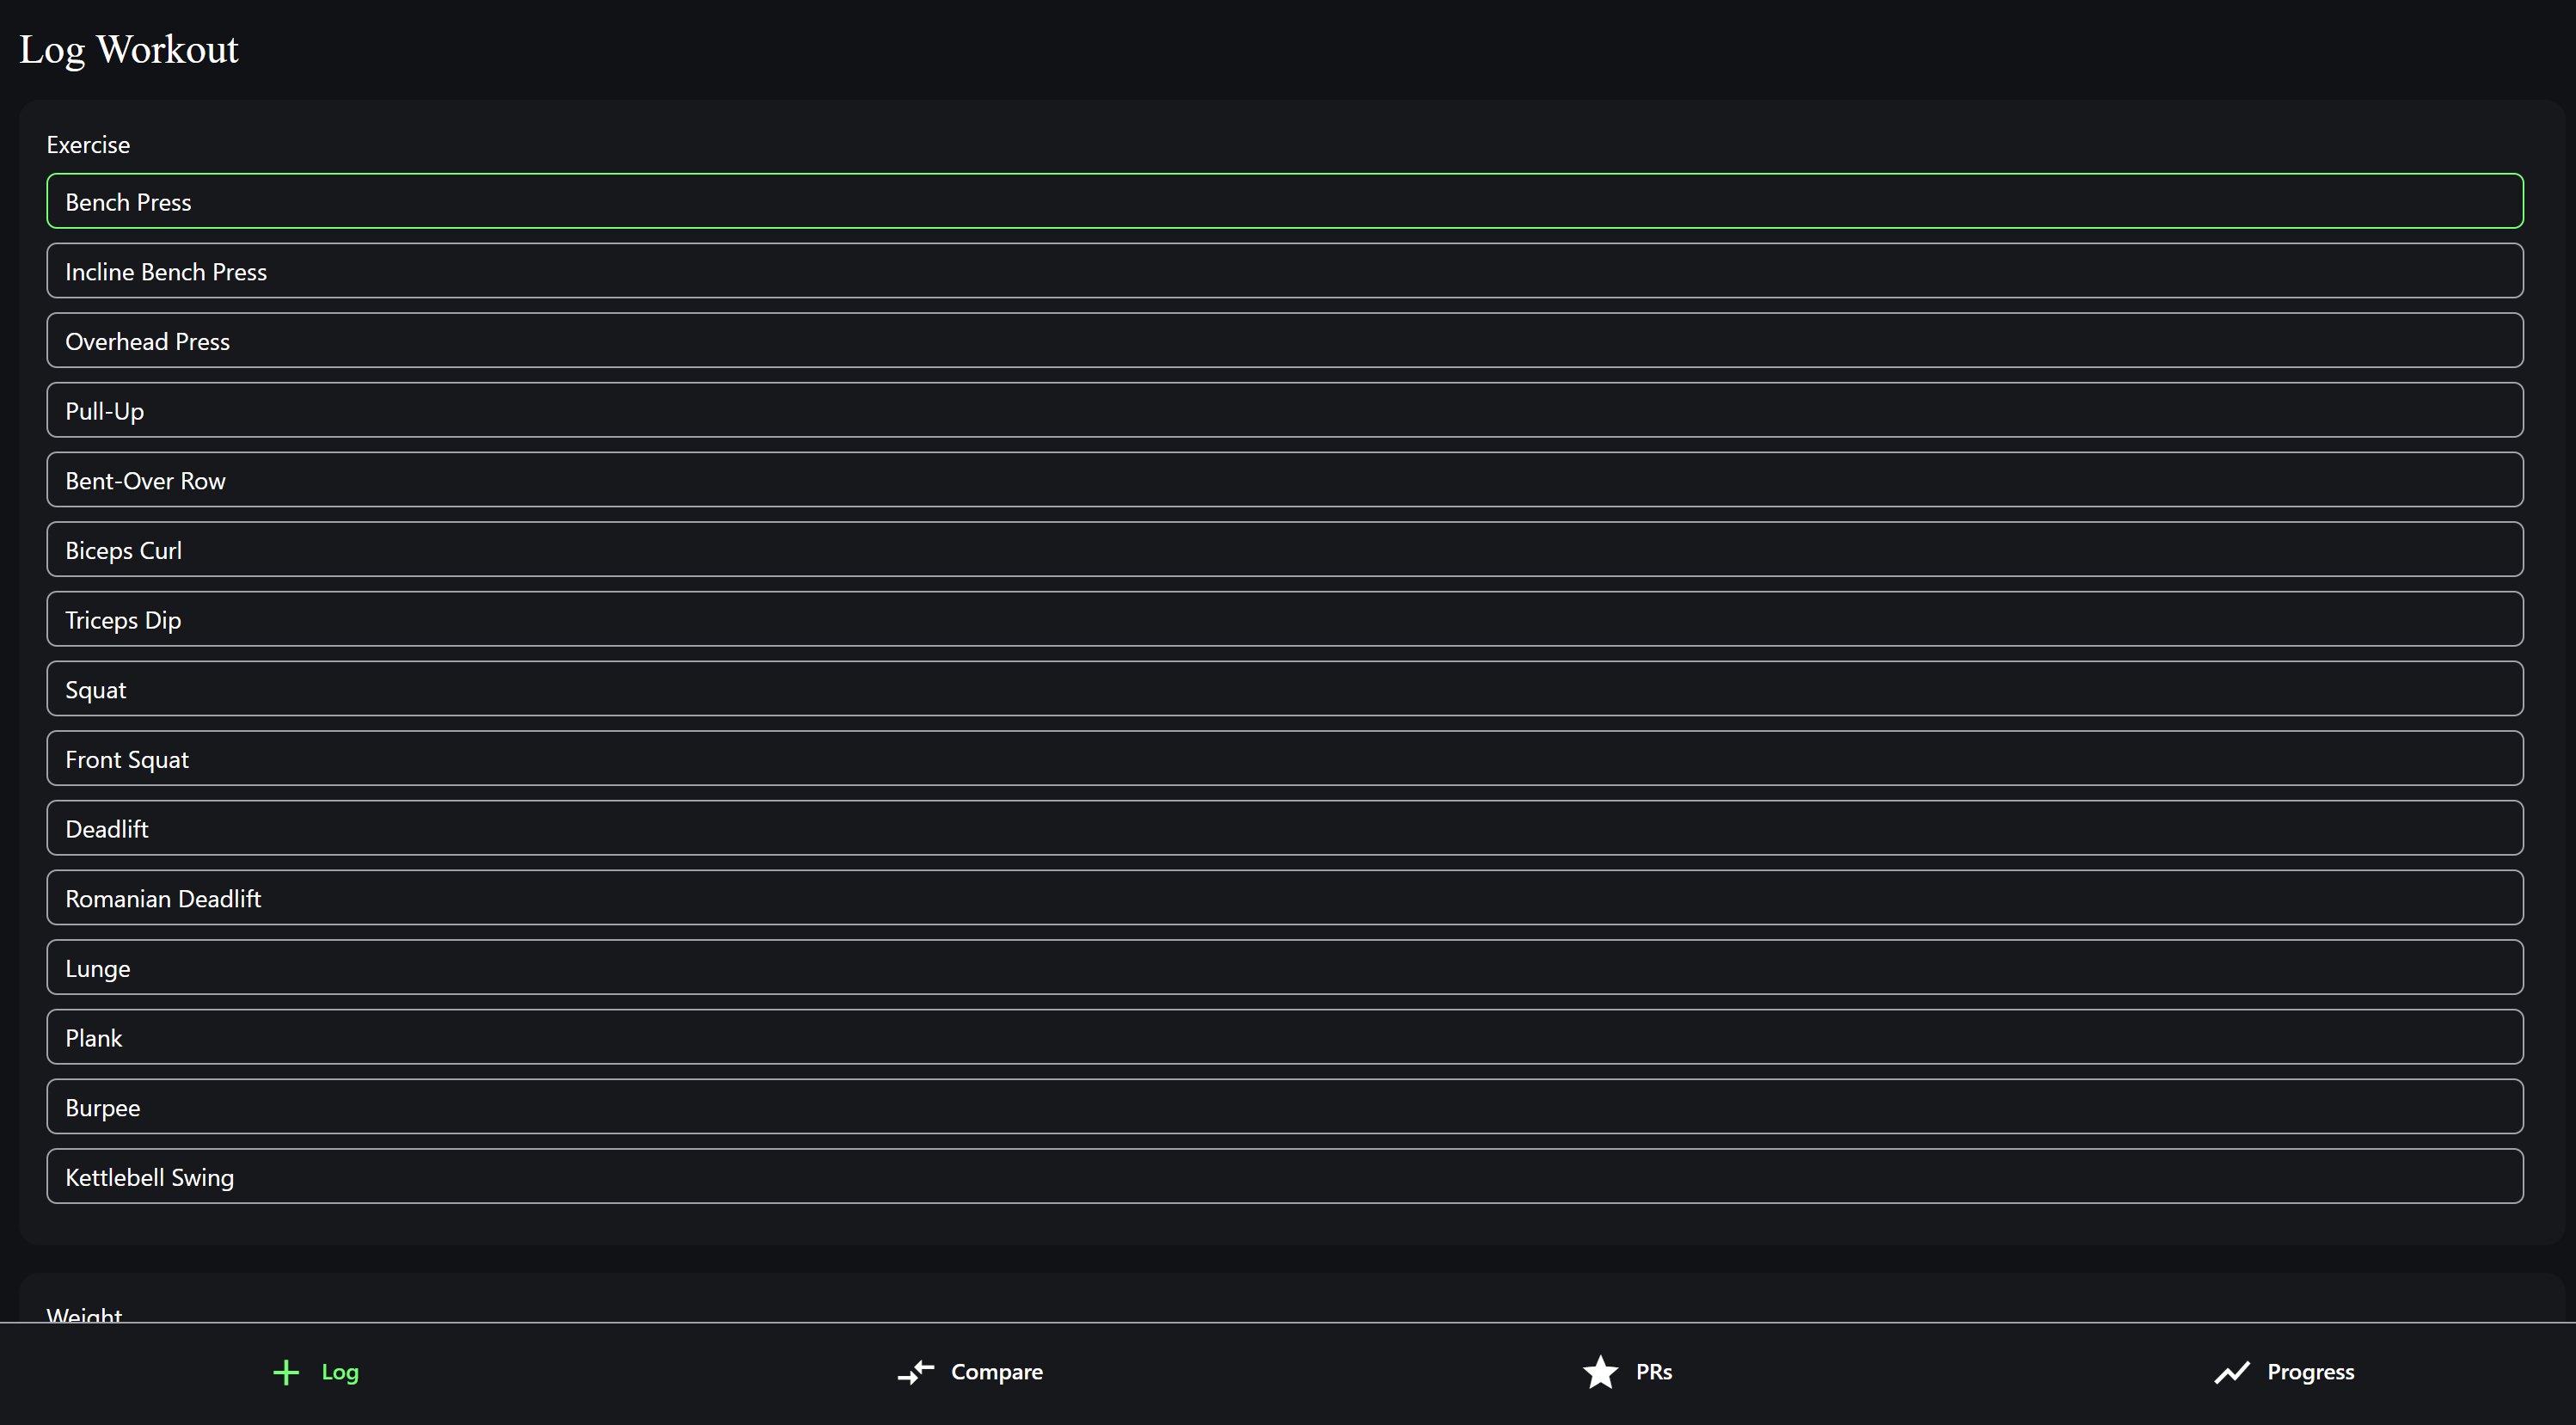 Log Workout
Exercise
Bench Press
Incline Bench Press
Overhead Press
Pull-Up
Bent-Over Row
Biceps Curl
Triceps Dip
Squat
Front Squat
Deadlift
Romanian Deadlift
Lunge
Plank
Burpee
Kettlebell Swing
Weight
Log Compare PRs Progress